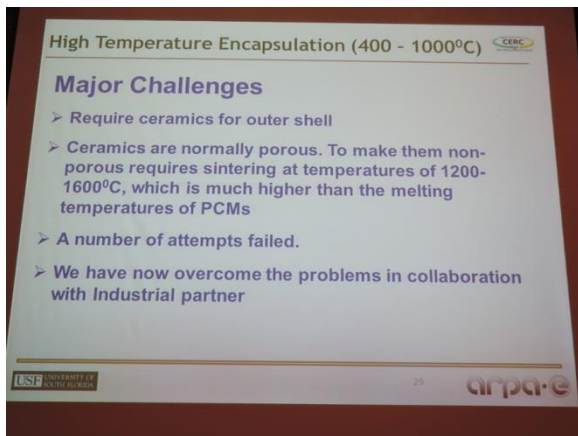 High Temperature Encapsulation (400 - 1000⁰C)
CERC
Major Challenges
➢ Require ceramics for outer shell
➢ Ceramics are normally porous. To make them non-
porous requires sintering at temperatures of 1200-
1600⁰C, which is much higher than the melting
temperatures of PCMs
➢ A number of attempts failed.
➢ We have now overcome the problems in collaboration
with Industrial partner
USF UNIVERSITY OF
SOUTH FLORIDA
29
arpa·e